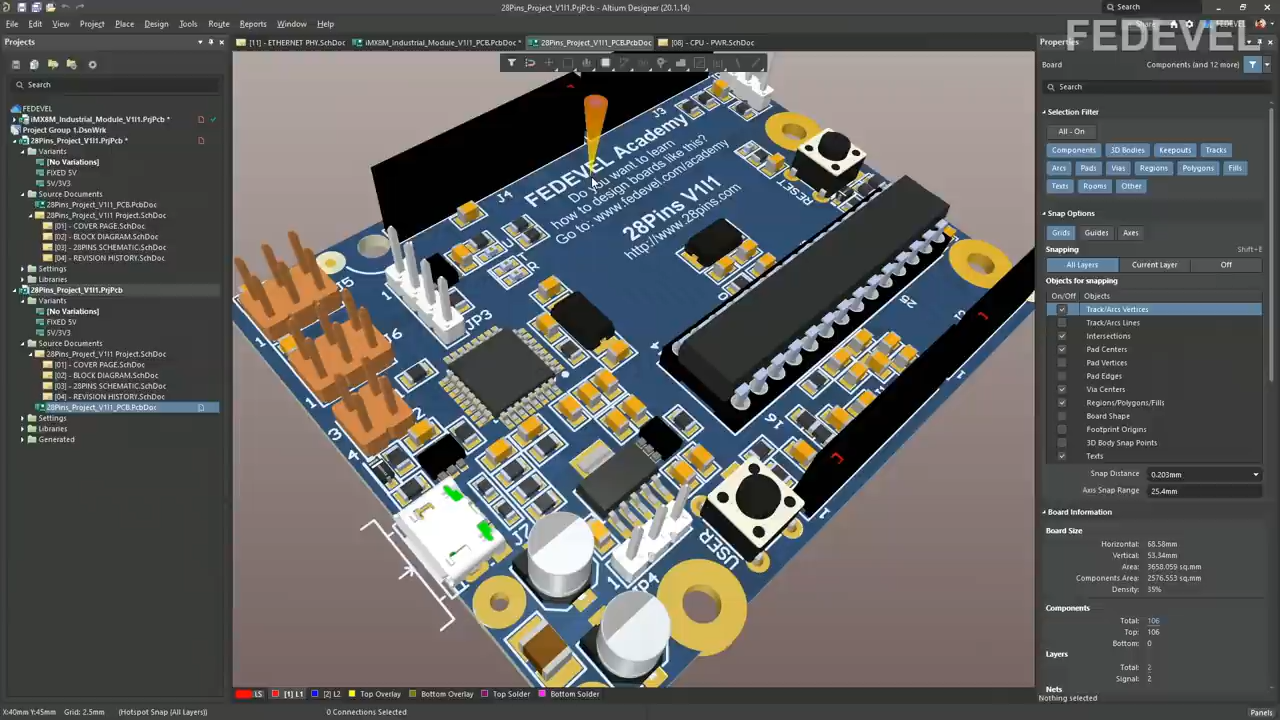 28Pins_Project_V1I1.PrjPcb - Altium Designer (20.1.14)
Search
File Edit View Project Place Design Tools Route Reports Window Help
Share
FEDEVEL
FEDEVEL
Projects
[11] - ETHERNET PHY.SchDoc
iMX8M_Industrial_Module_V1I1_PCB.PcbDoc *
28Pins_Project_V1I1_PCB.PcbDoc
[08] - CPU - PWR.SchDoc
Properties
Board
Components (and 12 more)
Search
Search
FEDEVEL
iMX8M_Industrial_Module_V1I1.PrjPcb *
Project Group 1.DsnWrk
28Pins_Project_V1I1.PrjPcb *
Variants
[No Variations]
FIXED 5V
5V/3V3
Source Documents
28Pins_Project_V1I1_PCB.PcbDoc
28Pins_Project_V1I1 Project.SchDoc
[01] - COVER PAGE.SchDoc
[02] - BLOCK DIAGRAM.SchDoc
[03] - 28PINS SCHEMATIC.SchDoc
[04] - REVISION HISTORY.SchDoc
Settings
Libraries
28Pins_Project_V1I1.PrjPcb
Variants
[No Variations]
FIXED 5V
5V/3V3
Source Documents
28Pins_Project_V1I1 Project.SchDoc
[01] - COVER PAGE.SchDoc
[02] - BLOCK DIAGRAM.SchDoc
[03] - 28PINS SCHEMATIC.SchDoc
[04] - REVISION HISTORY.SchDoc
28Pins_Project_V1I1_PCB.PcbDoc
Settings
Libraries
Generated
J3
J4
FEDEVEL Academy
Do you want to learn
how to design boards like this?
Go to: www.fedevel.com/academy
28Pins V1I1
http://www.28pins.com
RSET
JP3
25
16
USER
JP4
Selection Filter
All - On
Components 3D Bodies Keepouts Tracks
Arcs Pads Vias Regions Polygons Fills
Texts Rooms Other
Snap Options
Grids Guides Axes
Snapping
Shift+E
All Layers Current Layer Off
Objects for snapping
On/Off Objects
Track/Arcs Vertices
Track/Arcs Lines
Intersections
Pad Centers
Pad Vertices
Pad Edges
Via Centers
Regions/Polygons/Fills
Board Shape
Footprint Origins
3D Body Snap Points
Texts
Snap Distance 0.203mm
Axis Snap Range 25.4mm
Board Information
Board Size
Horizontal: 68.58mm
Vertical: 53.34mm
Area: 3658.059 sq.mm
Components Area: 2576.553 sq.mm
Density: 35%
Components
Total: 106
Top: 106
Bottom: 0
Layers
Total: 2
Signal: 2
Nets
Nothing selected
LS [1] L1 [2] L2 Top Overlay Bottom Overlay Top Solder Bottom Solder
X:40mm Y:45mm Grid: 2.5mm (Hotspot Snap (All Layers))
0 Connections Selected
Panels